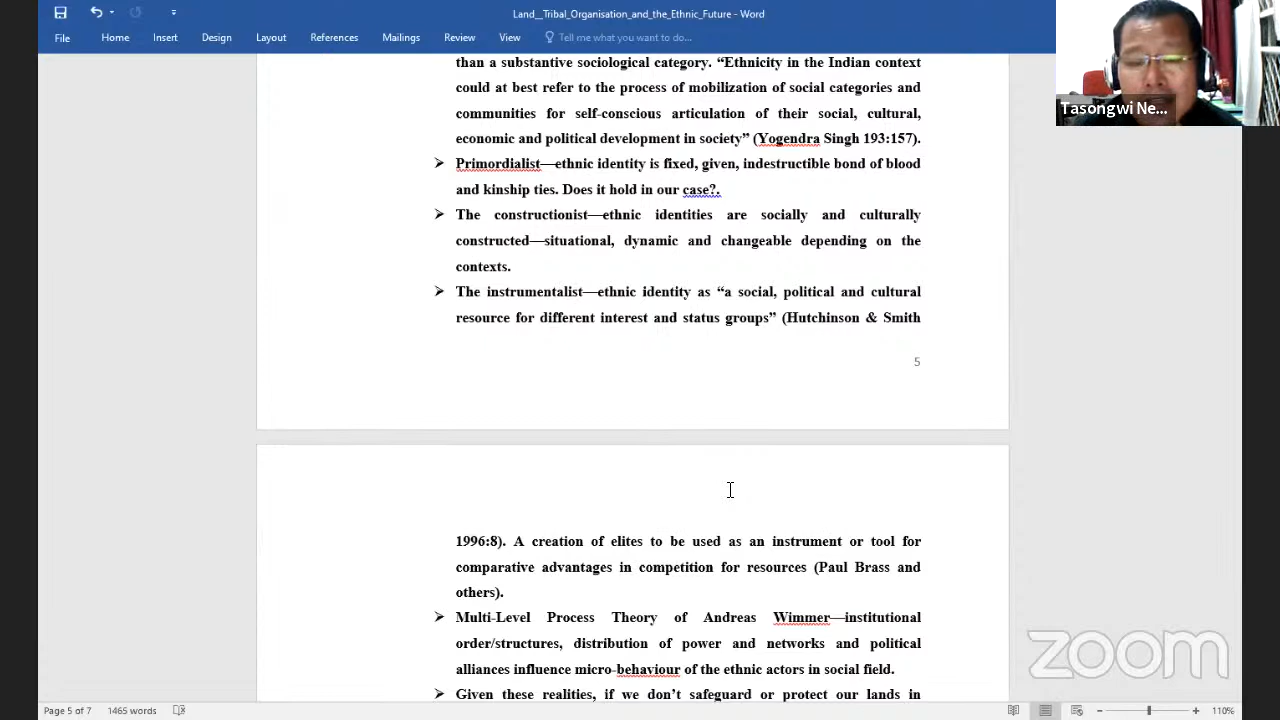 Land__Tribal_Organisation_and_the_Ethnic_Future - Word
File Home Insert Design Layout References Mailings Review View Tell me what you want to do...
Tasongwi Ne...
than a substantive sociological category. “Ethnicity in the Indian context
could at best refer to the process of mobilization of social categories and
communities for self-conscious articulation of their social, cultural,
economic and political development in society” (Yogendra Singh 193:157).
Primordialist—ethnic identity is fixed, given, indestructible bond of blood
and kinship ties. Does it hold in our case?.
The constructionist—ethnic identities are socially and culturally
constructed—situational, dynamic and changeable depending on the
contexts.
The instrumentalist—ethnic identity as “a social, political and cultural
resource for different interest and status groups” (Hutchinson & Smith
5
1996:8). A creation of elites to be used as an instrument or tool for
comparative advantages in competition for resources (Paul Brass and
others).
Multi-Level Process Theory of Andreas Wimmer—institutional
order/structures, distribution of power and networks and political
alliances influence micro-behaviour of the ethnic actors in social field.
Given these realities, if we don’t safeguard or protect our lands in
zoom
Page 5 of 7 1465 words 110%